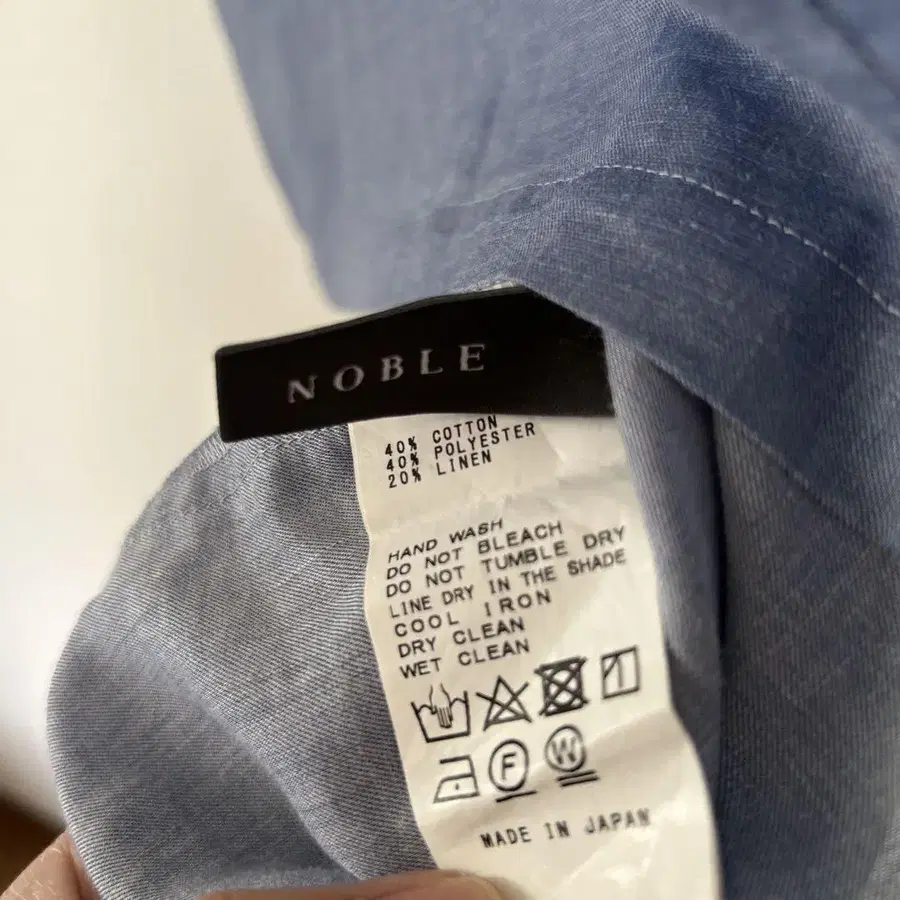 NOBLE
40% COTTON
40% POLYESTER
20% LINEN
HAND WASH
DO NOT BLEACH
DO NOT TUMBLE DRY
LINE DRY IN THE SHADE
COOL IRON
DRY CLEAN
WET CLEAN
F W
MADE IN JAPAN